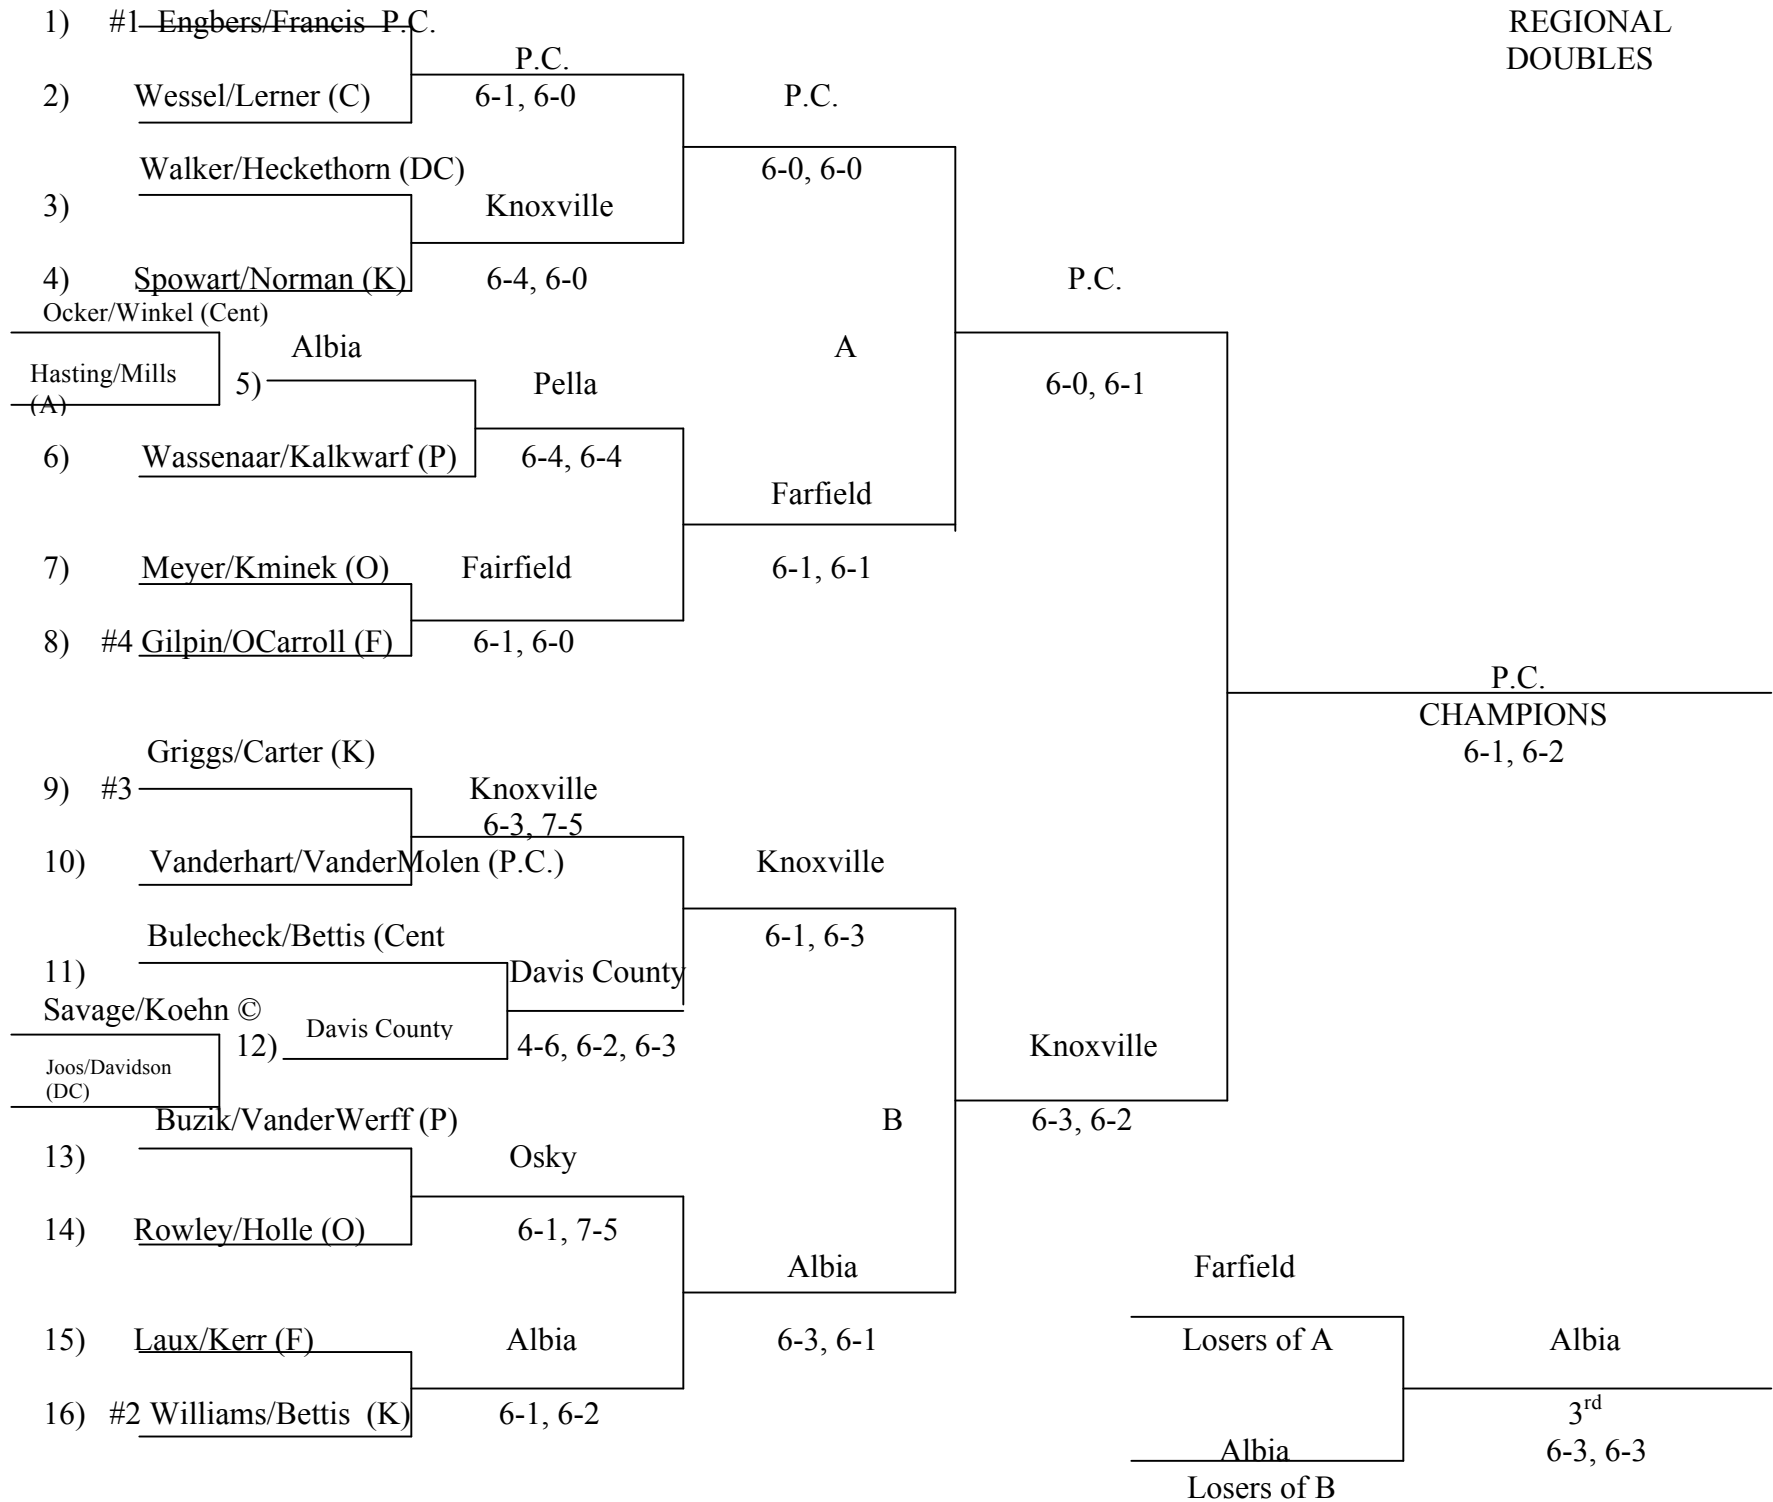 1) #1 Engbers/Francis P.C.
REGIONAL
DOUBLES
P.C.
2) Wessel/Lerner (C)
6-1, 6-0
P.C.
Walker/Heckethorn (DC)
6-0, 6-0
3)
Knoxville
4) Spowart/Norman (K)
6-4, 6-0
P.C.
Ocker/Winkel (Cent)
Albia
A
Hasting/Mills
(A)
5)
Pella
6-0, 6-1
6) Wassenaar/Kalkwarf (P)
6-4, 6-4
Farfield
7) Meyer/Kminek (O)
Fairfield
6-1, 6-1
8) #4 Gilpin/OCarroll (F)
6-1, 6-0
P.C.
CHAMPIONS
6-1, 6-2
Griggs/Carter (K)
9) #3
Knoxville
6-3, 7-5
10) Vanderhart/VanderMolen (P.C.)
Knoxville
Bulecheck/Bettis (Cent
6-1, 6-3
11)
Davis County
Savage/Koehn ©
Davis County
12)
4-6, 6-2, 6-3
Knoxville
Joos/Davidson
(DC)
Buzik/VanderWerff (P)
B
6-3, 6-2
13)
Osky
14) Rowley/Holle (O)
6-1, 7-5
Albia
Farfield
15) Laux/Kerr (F)
Albia
6-3, 6-1
Losers of A
Albia
16) #2 Williams/Bettis (K)
6-1, 6-2
3rd
Albia
6-3, 6-3
Losers of B